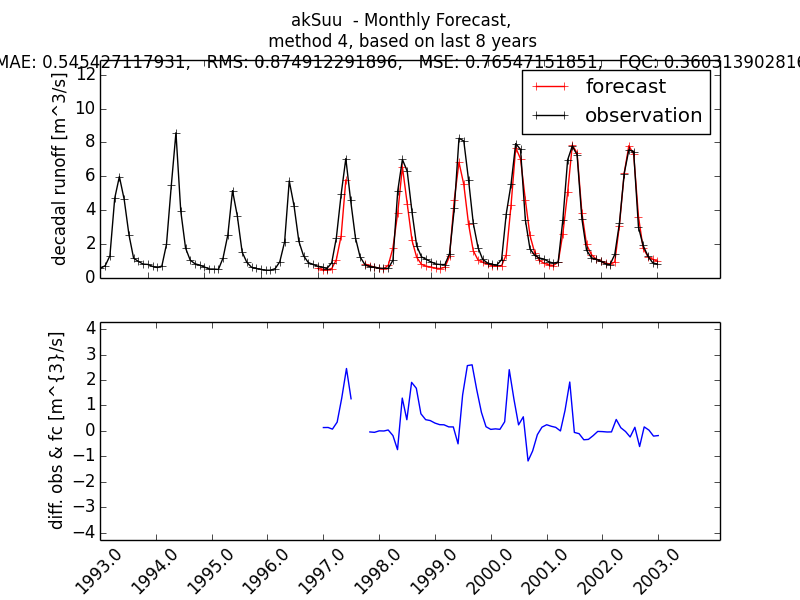 akSuu - Monthly Forecast,
method 4, based on last 8 years
MAE: 0.545427117931, RMS: 0.874912291896, MSE: 0.76547151851, FQC: 0.360313902816
decadal runoff [m^3/s]
12
10
8
6
4
2
0
forecast
observation
diff. obs & fc [m^{3}/s]
4
3
2
1
0
−1
−2
−3
−4
1993.0 1994.0 1995.0 1996.0 1997.0 1998.0 1999.0 2000.0 2001.0 2002.0 2003.0